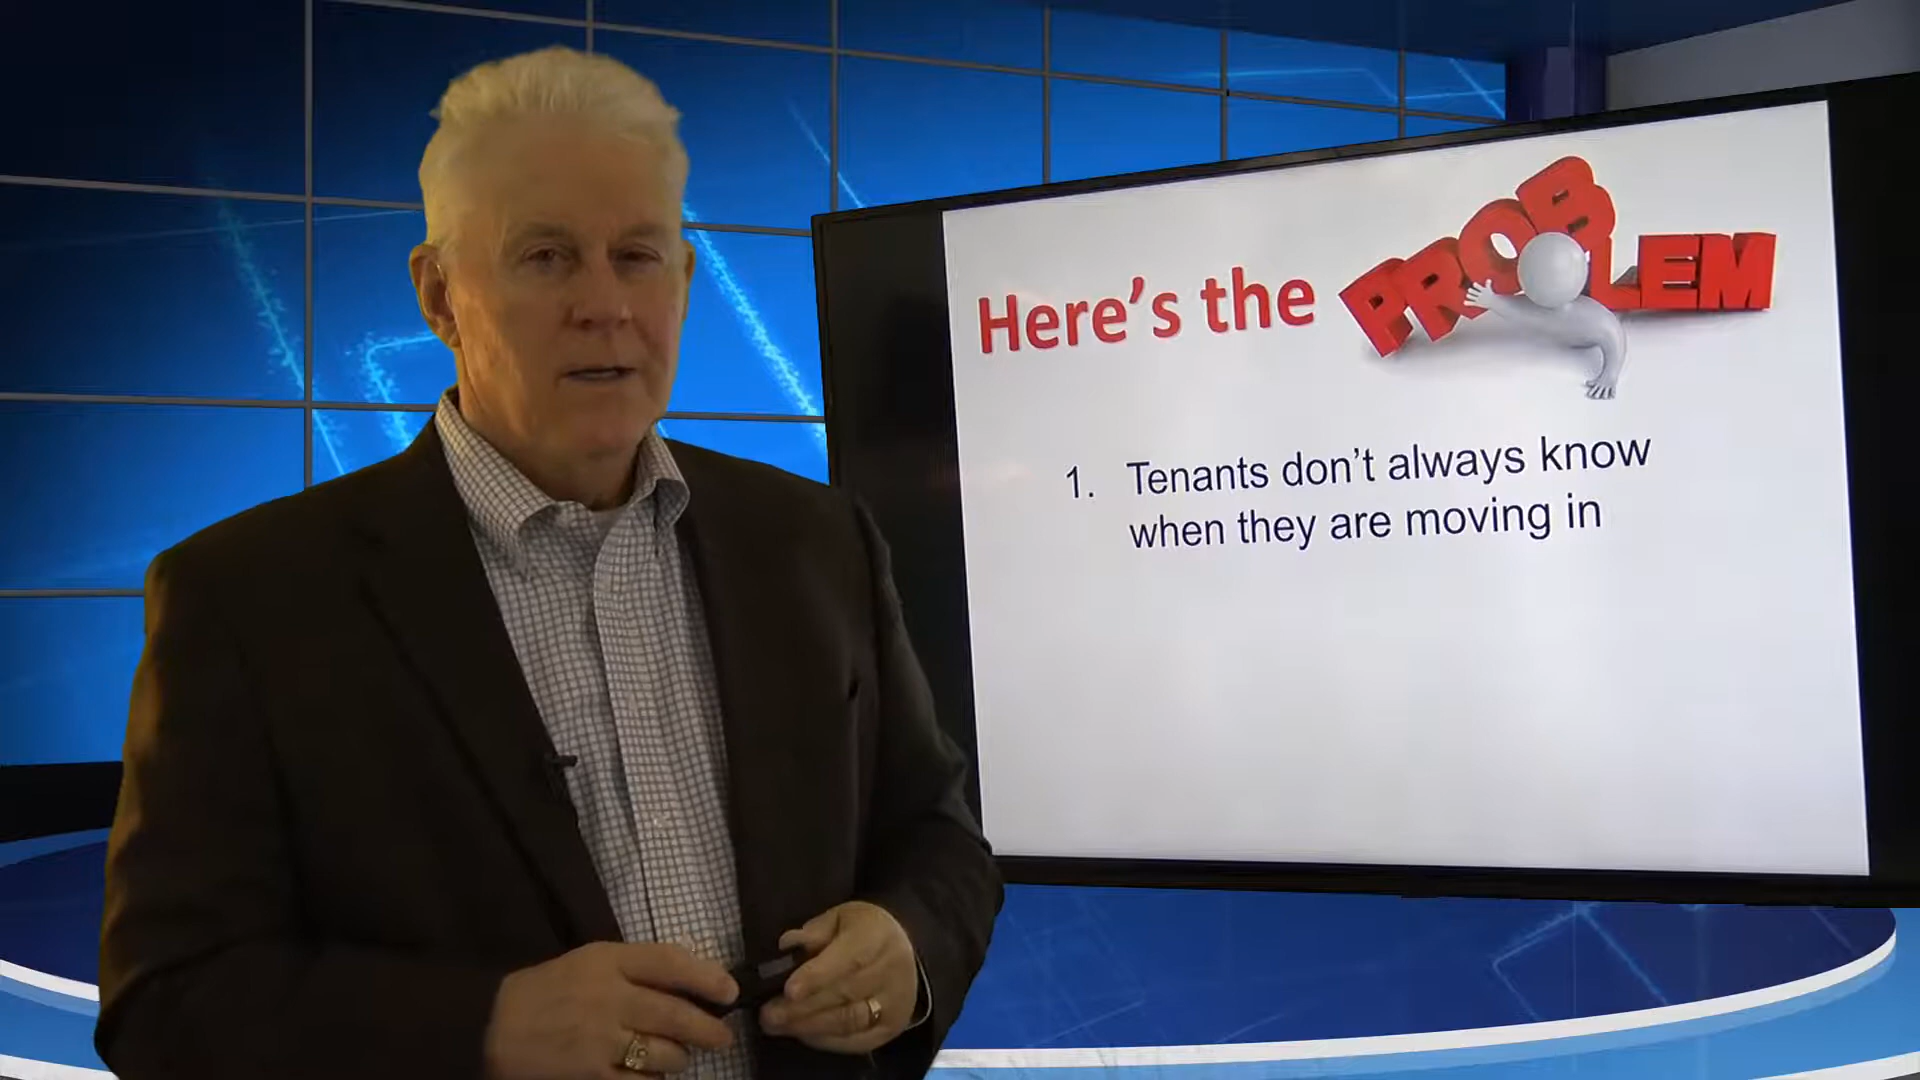 Here's the PROBLEM
1. Tenants don't always know
when they are moving in